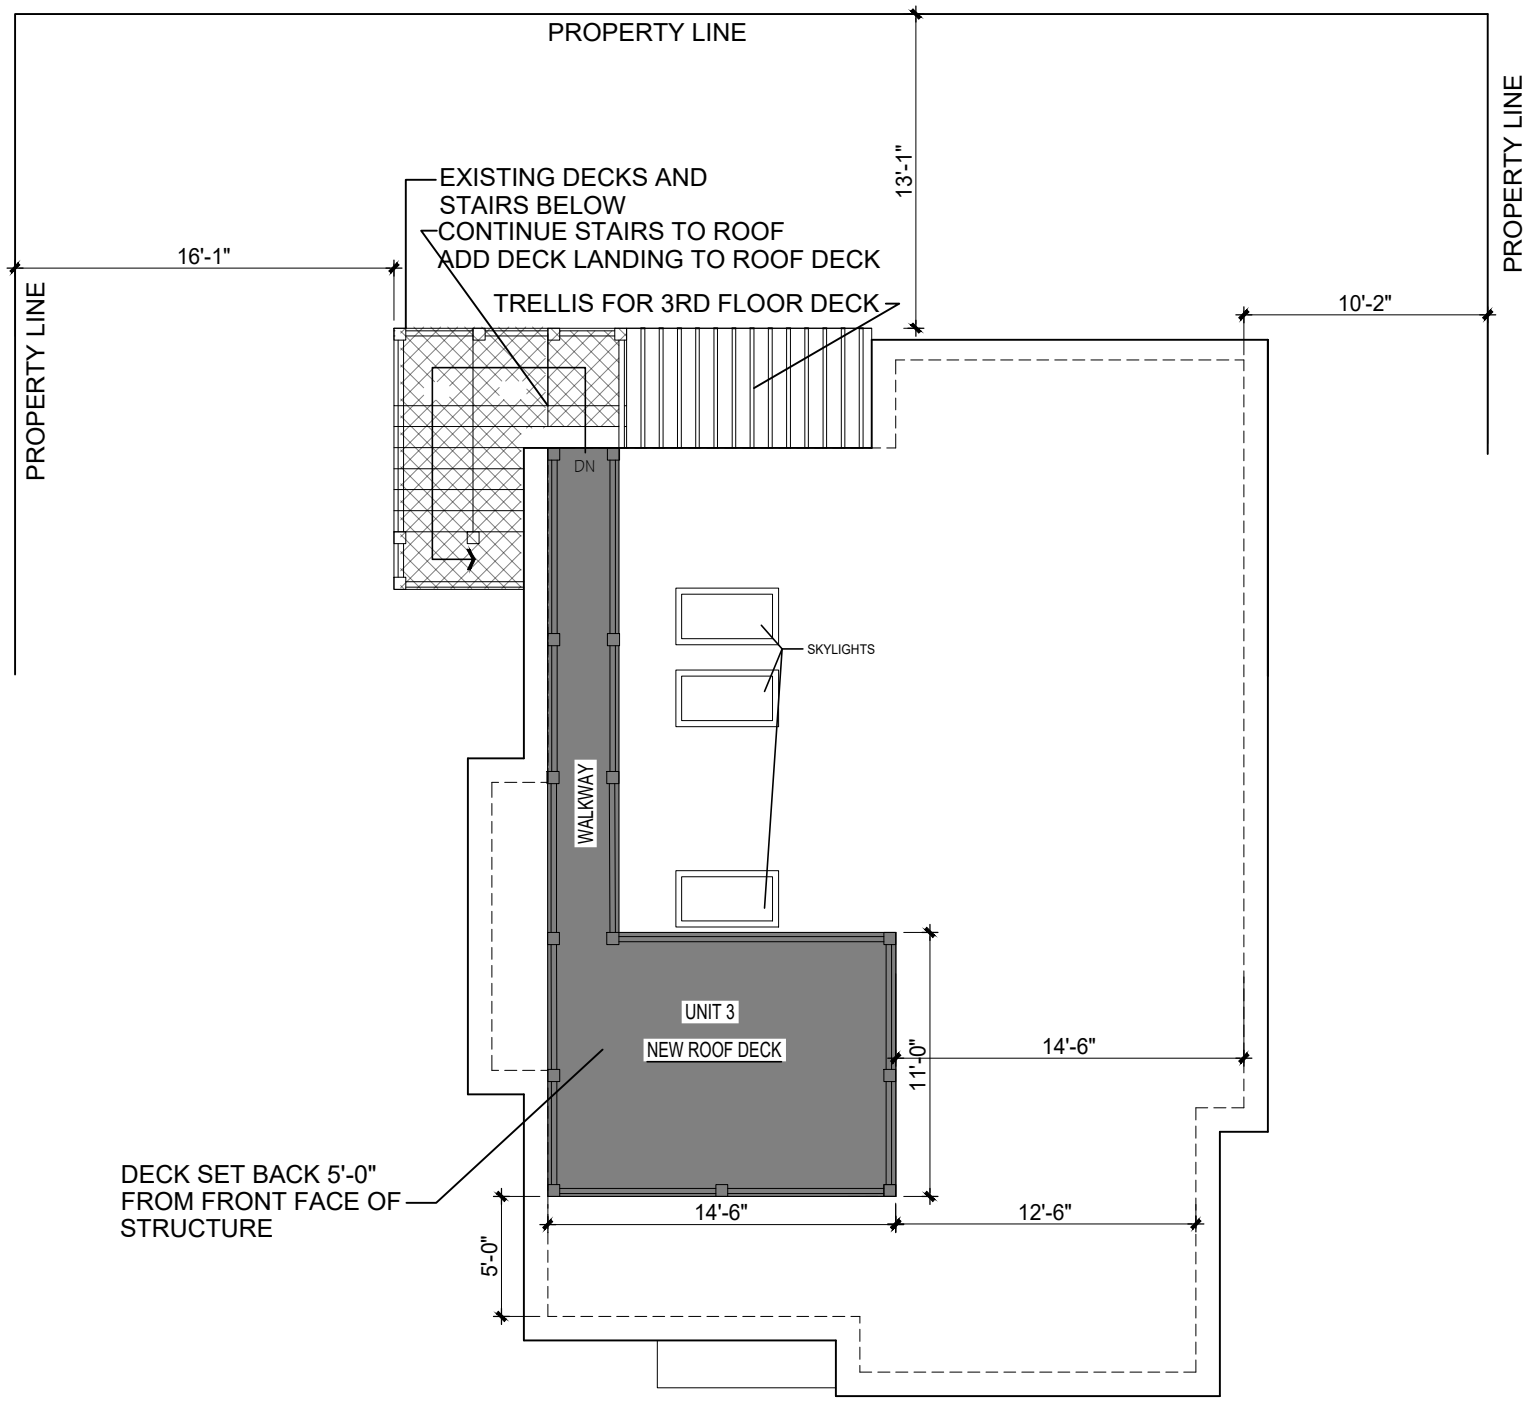 PROPERTY LINE
PROPERTY LINE
13'-1"
EXISTING DECKS AND
STAIRS BELOW
CONTINUE STAIRS TO ROOF
ADD DECK LANDING TO ROOF DECK
16'-1"
TRELLIS FOR 3RD FLOOR DECK
10'-2"
PROPERTY LINE
DN
SKYLIGHTS
WALKWAY
UNIT 3
NEW ROOF DECK
11'-0"
14'-6"
DECK SET BACK 5'-0"
FROM FRONT FACE OF
STRUCTURE
14'-6"
12'-6"
5'-0"